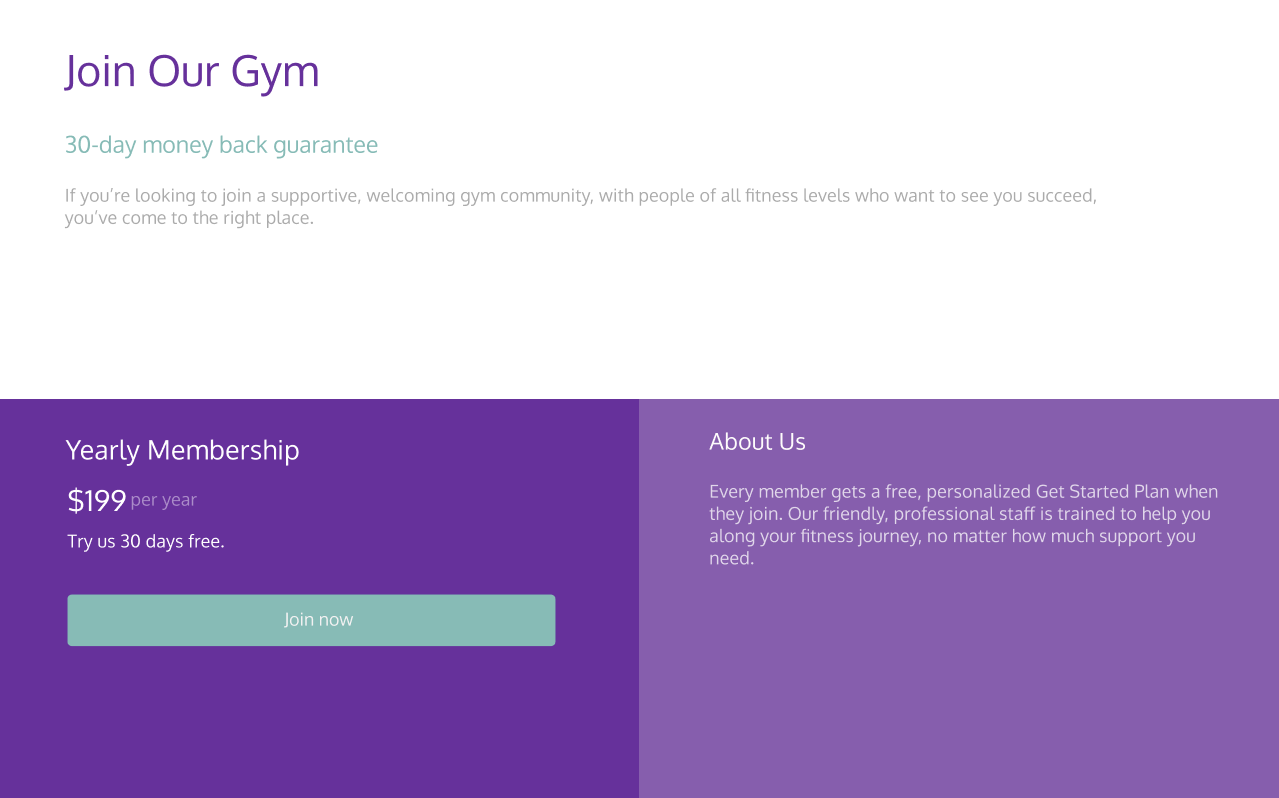 Join Our Gym
30-day money back guarantee
If you’re looking to join a supportive, welcoming gym community, with people of all fitness levels who want to see you succeed,
you’ve come to the right place.
Yearly Membership
$199 per year
Try us 30 days free.
Join now
About Us
Every member gets a free, personalized Get Started Plan when
they join. Our friendly, professional staff is trained to help you
along your fitness journey, no matter how much support you
need.